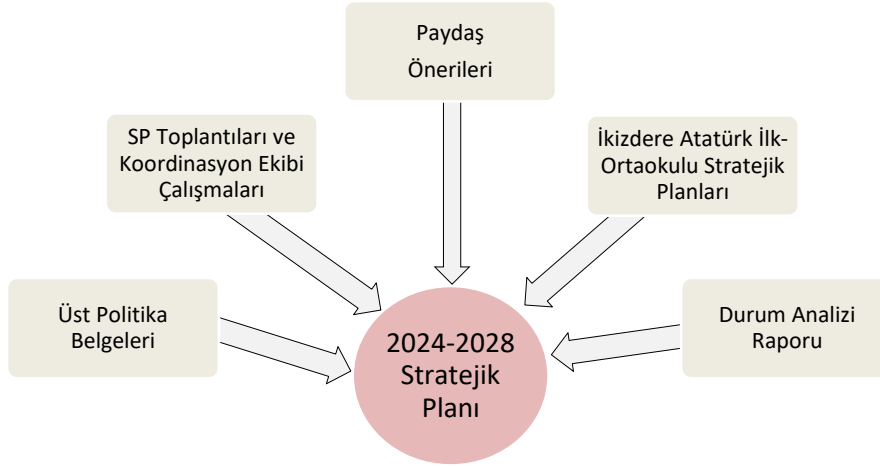 Paydaş
Önerileri
SP Toplantıları ve
Koordinasyon Ekibi
Çalışmaları
İkizdere Atatürk İlk-
Ortaokulu Stratejik
Planları
Üst Politika
Belgeleri
Durum Analizi
Raporu
2024-2028
Stratejik
Planı